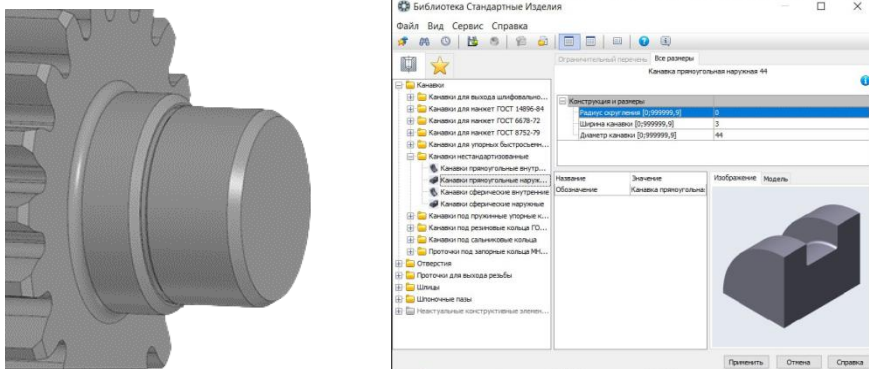 Библиотека Стандартные Изделия
Файл Вид Сервис Справка
Ограничительный перечень Все размеры
Канавка прямоугольная наружная 44
Канавки
Канавки для выхода шлифовально...
Канавки для манжет ГОСТ 14896-84
Канавки для манжет ГОСТ 6678-72
Канавки для манжет ГОСТ 8752-79
Канавки для упорных быстросъемн...
Канавки нестандартизованные
Канавки прямоугольные внутр...
Канавки прямоугольные наруж...
Канавки сферические внутренние
Канавки сферические наружные
Канавки под пружинные упорные к...
Канавки под резиновые кольца ГО...
Канавки под сальниковые кольца
Проточки под запорные кольца МН...
Отверстия
Проточки для выхода резьбы
Шлицы
Шпоночные пазы
Неактуальные конструктивные элемен...
Конструкция и размеры
Радиус округления [0;999999,9] 0
Ширина канавки [0;999999,9] 3
Диаметр канавки [0;999999,9] 44
Название Значение
Обозначение Канавка прямоугольна
Изображение Модель
Применить Отмена Справка